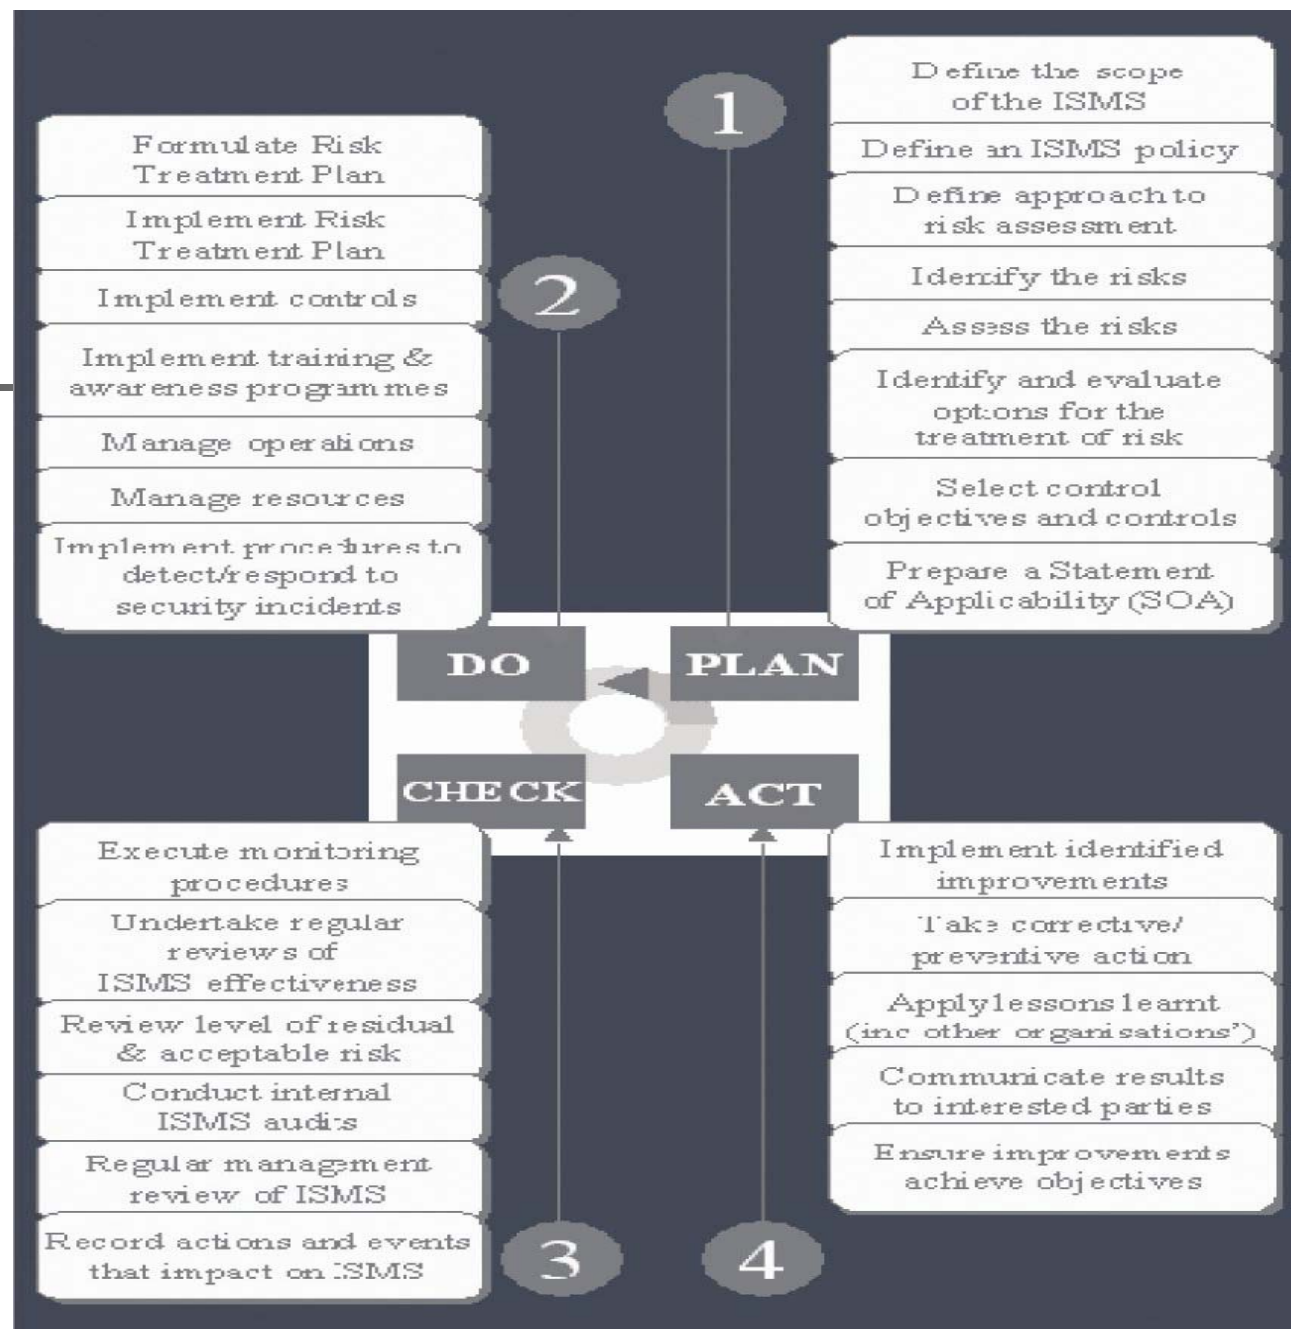 1
Define the scope
of the ISMS
Define an ISMS policy
Define approach to
risk assessment
Identify the risks
Assess the risks
Identify and evaluate
options for the
treatment of risk
Select control
objectives and controls
Prepare a Statement
of Applicability (SOA)
2
Formulate Risk
Treatment Plan
Implement Risk
Treatment Plan
Implement controls
Implement training &
awareness programmes
Manage operations
Manage resources
Implement procedures to
detect/respond to
security incidents
DO
PLAN
CHECK
ACT
Execute monitoring
procedures
Undertake regular
reviews of
ISMS effectiveness
Review level of residual
& acceptable risk
Conduct internal
ISMS audits
Regular management
review of ISMS
Record actions and events
that impact on ISMS
3
Implement identified
improvements
Take corrective/
preventive action
Apply lessons learnt
(inc other organisations')
Communicate results
to interested parties
Ensure improvements
achieve objectives
4